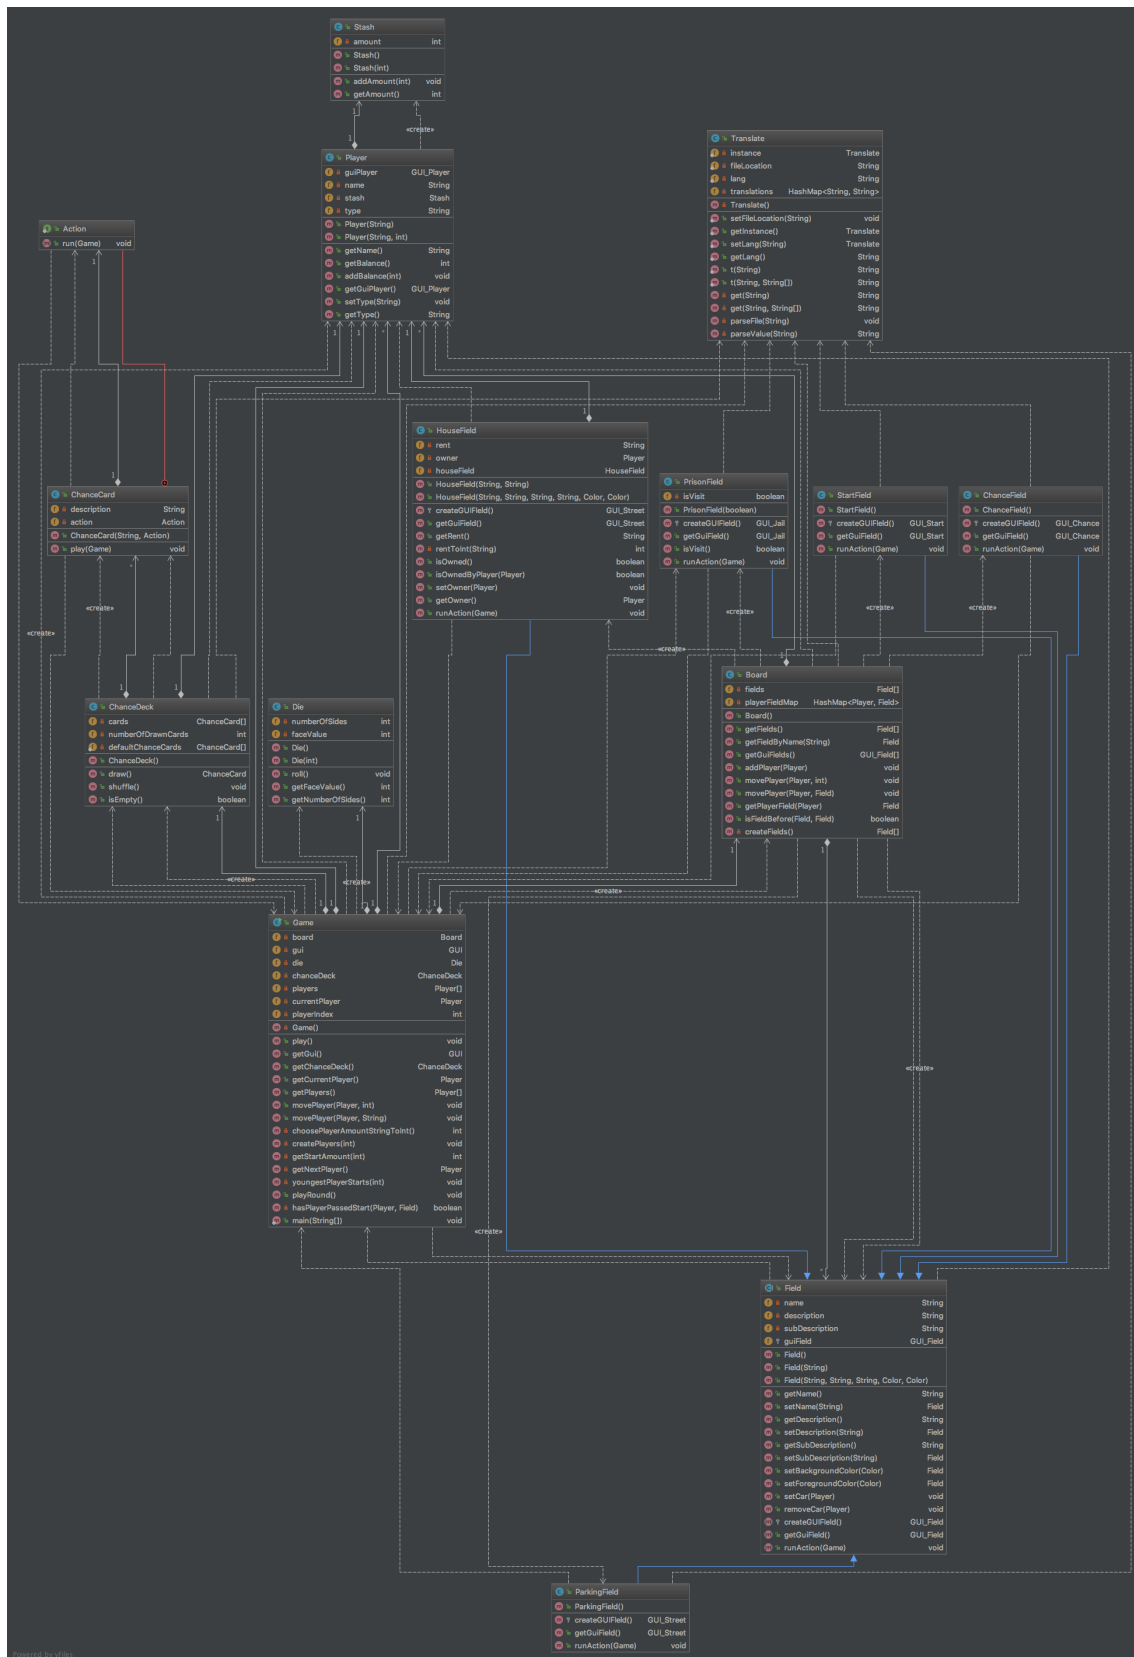 Stash
amount int
Stash()
Stash(int)
addAmount(int) void
getAmount() int
1
1
«create»
Player
guiPlayer GUI_Player
name String
stash Stash
type String
Player(String)
Player(String, int)
getName() String
getBalance() int
addBalance(int) void
getGuiPlayer() GUI_Player
setType(String) void
getType() String
Translate
instance Translate
fileLocation String
lang String
translations HashMap<String, String>
Translate()
setFileLocation(String) void
getInstance() Translate
setLang(String) Translate
getLang() String
t(String) String
t(String, String[]) String
get(String) String
get(String, String[]) String
parseFile(String) void
parseValue(String) String
Action
run(Game) void
1
1
HouseField
rent String
owner Player
houseField HouseField
HouseField(String, String)
HouseField(String, String, String, String, Color, Color)
createGUIField() GUI_Street
getGuiField() GUI_Street
getRent() String
rentToInt(String) int
isOwned() boolean
isOwnedByPlayer(Player) boolean
setOwner(Player) void
getOwner() Player
runAction(Game) void
PrisonField
isVisit boolean
PrisonField(boolean)
createGUIField() GUI_Jail
getGuiField() GUI_Jail
isVisit() boolean
runAction(Game) void
StartField
StartField()
createGUIField() GUI_Start
getGuiField() GUI_Start
runAction(Game) void
ChanceField
ChanceField()
createGUIField() GUI_Chance
getGuiField() GUI_Chance
runAction(Game) void
ChanceCard
description String
action Action
ChanceCard(String, Action)
play(Game) void
«create»
«create»
«create»
ChanceDeck
cards ChanceCard[]
numberOfDrawnCards int
defaultChanceCards ChanceCard[]
ChanceDeck()
draw() ChanceCard
shuffle() void
isEmpty() boolean
Die
numberOfSides int
faceValue int
Die()
Die(int)
roll() void
getFaceValue() int
getNumberOfSides() int
Board
fields Field[]
playerFieldMap HashMap<Player, Field>
Board()
getFields() Field[]
getFieldByName(String) Field
getGuiFields() GUI_Field[]
addPlayer(Player) void
movePlayer(Player, int) void
movePlayer(Player, Field) void
getPlayerField(Player) Field
isFieldBefore(Field, Field) boolean
createFields() Field[]
«create»
«create»
«create»
Game
board Board
gui GUI
die Die
chanceDeck ChanceDeck
players Player[]
currentPlayer Player
playerIndex int
Game()
play() void
getGui() GUI
getChanceDeck() ChanceDeck
getCurrentPlayer() Player
getPlayers() Player[]
movePlayer(Player, int) void
movePlayer(Player, String) void
choosePlayerAmountStringToInt() int
createPlayers(int) void
getStartAmount(int) int
getNextPlayer() Player
youngestPlayerStarts(int) void
playRound() void
hasPlayerPassedStart(Player, Field) boolean
main(String[]) void
«create»
«create»
Field
name String
description String
subDescription String
guiField GUI_Field
Field()
Field(String)
Field(String, String, String, Color, Color)
getName() String
setName(String) Field
getDescription() String
setDescription(String) Field
getSubDescription() String
setSubDescription(String) Field
setBackgroundColor(Color) Field
setForegroundColor(Color) Field
setCar(Player) void
removeCar(Player) void
createGUIField() GUI_Field
getGuiField() GUI_Field
runAction(Game) void
ParkingField
ParkingField()
createGUIField() GUI_Street
getGuiField() GUI_Street
runAction(Game) void
Powered by yFiles